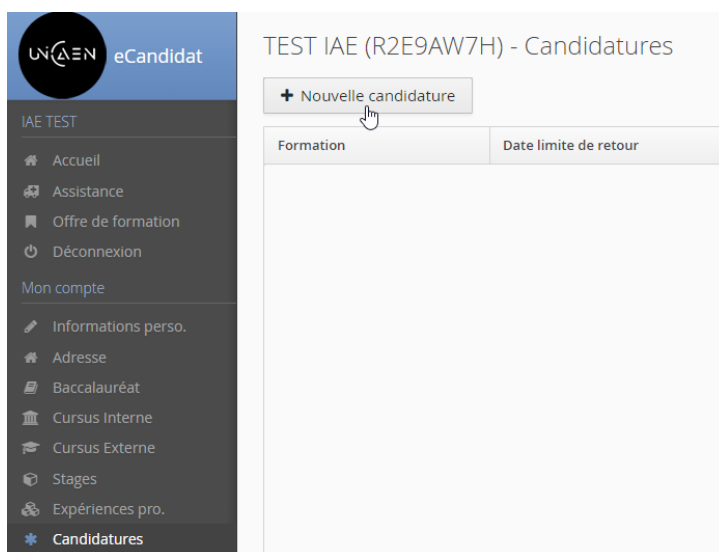 UNICAEN eCandidat
IAE TEST
Accueil
Assistance
Offre de formation
Déconnexion
Mon compte
Informations perso.
Adresse
Baccalauréat
Cursus Interne
Cursus Externe
Stages
Expériences pro.
Candidatures
TEST IAE (R2E9AW7H) - Candidatures
+ Nouvelle candidature
Formation Date limite de retour